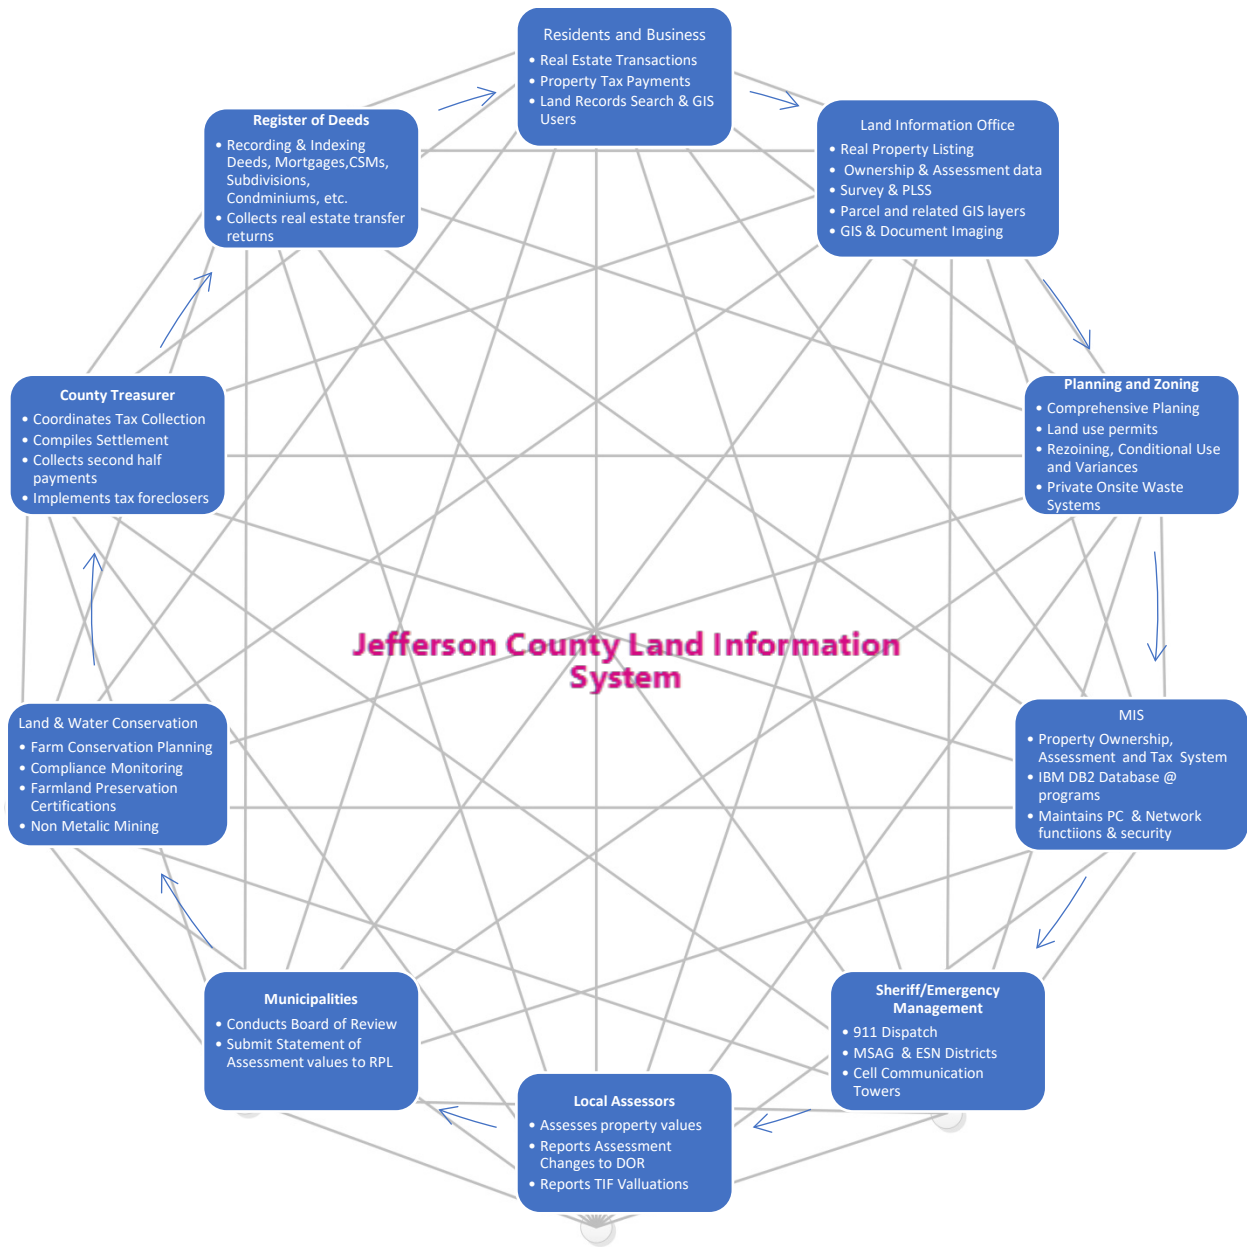 Residents and Business
• Real Estate Transactions
• Property Tax Payments
• Land Records Search & GIS
Users
Land Information Office
• Real Property Listing
• Ownership & Assessment data
• Survey & PLSS
• Parcel and related GIS layers
• GIS & Document Imaging
Planning and Zoning
• Comprehensive Planing
• Land use permits
• Rezoining, Conditional Use
and Variances
• Private Onsite Waste
Systems
MIS
• Property Ownership,
Assessment and Tax System
• IBM DB2 Database @
programs
• Maintains PC & Network
functiions & security
Sheriff/Emergency
Management
• 911 Dispatch
• MSAG & ESN Districts
• Cell Communication
Towers
Local Assessors
• Assesses property values
• Reports Assessment
Changes to DOR
• Reports TIF Valluations
Municipalities
• Conducts Board of Review
• Submit Statement of
Assessment values to RPL
Land & Water Conservation
• Farm Conservation Planning
• Compliance Monitoring
• Farmland Preservation
Certifications
• Non Metalic Mining
County Treasurer
• Coordinates Tax Collection
• Compiles Settlement
• Collects second half
payments
• Implements tax foreclosers
Register of Deeds
• Recording & Indexing
Deeds, Mortgages,CSMs,
Subdivisions,
Condminiums, etc.
• Collects real estate transfer
returns
Jefferson County Land Information
System